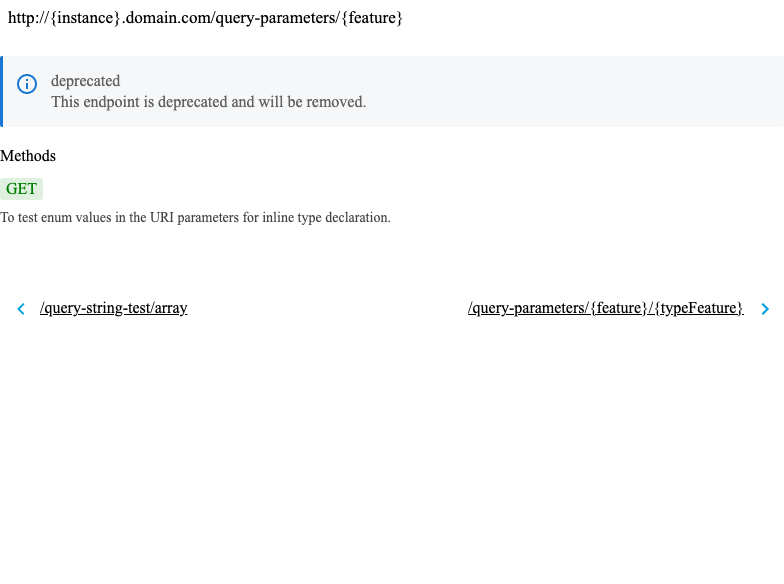 http://{instance}.domain.com/query-parameters/{feature}
deprecated
This endpoint is deprecated and will be removed.
Methods
GET
To test enum values in the URI parameters for inline type declaration.
/query-string-test/array
/query-parameters/{feature}/{typeFeature}